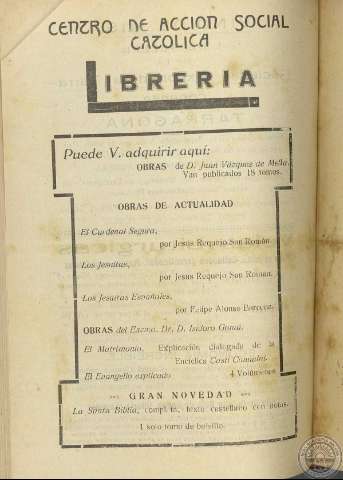 CENTRO DE ACCION SOCIAL
CATOLICA
LIBRERIA
Puede V. adquirir aquí:
OBRAS de D. Juan Vázquez de Mella.
Van publicados 18 tomos.
OBRAS DE ACTUALIDAD
El Cardenal Segura,
por Jesús Requejo San Román
Los Jesuitas,
por Jesús Requejo San Román.
Los Jesuitas Españoles,
por Felipe Alonso
OBRAS del Excmo. Dr. D. Isidoro Gomá.
El Matrimonio. Explicación dialogada de la
Encíclica Casti Connubii.
El Evangelio explicado 4 Volúmenes
GRAN NOVEDAD
La Santa Biblia, completa, texto castellano con notas.
1 solo tomo de bolsillo.
TARRAGONA